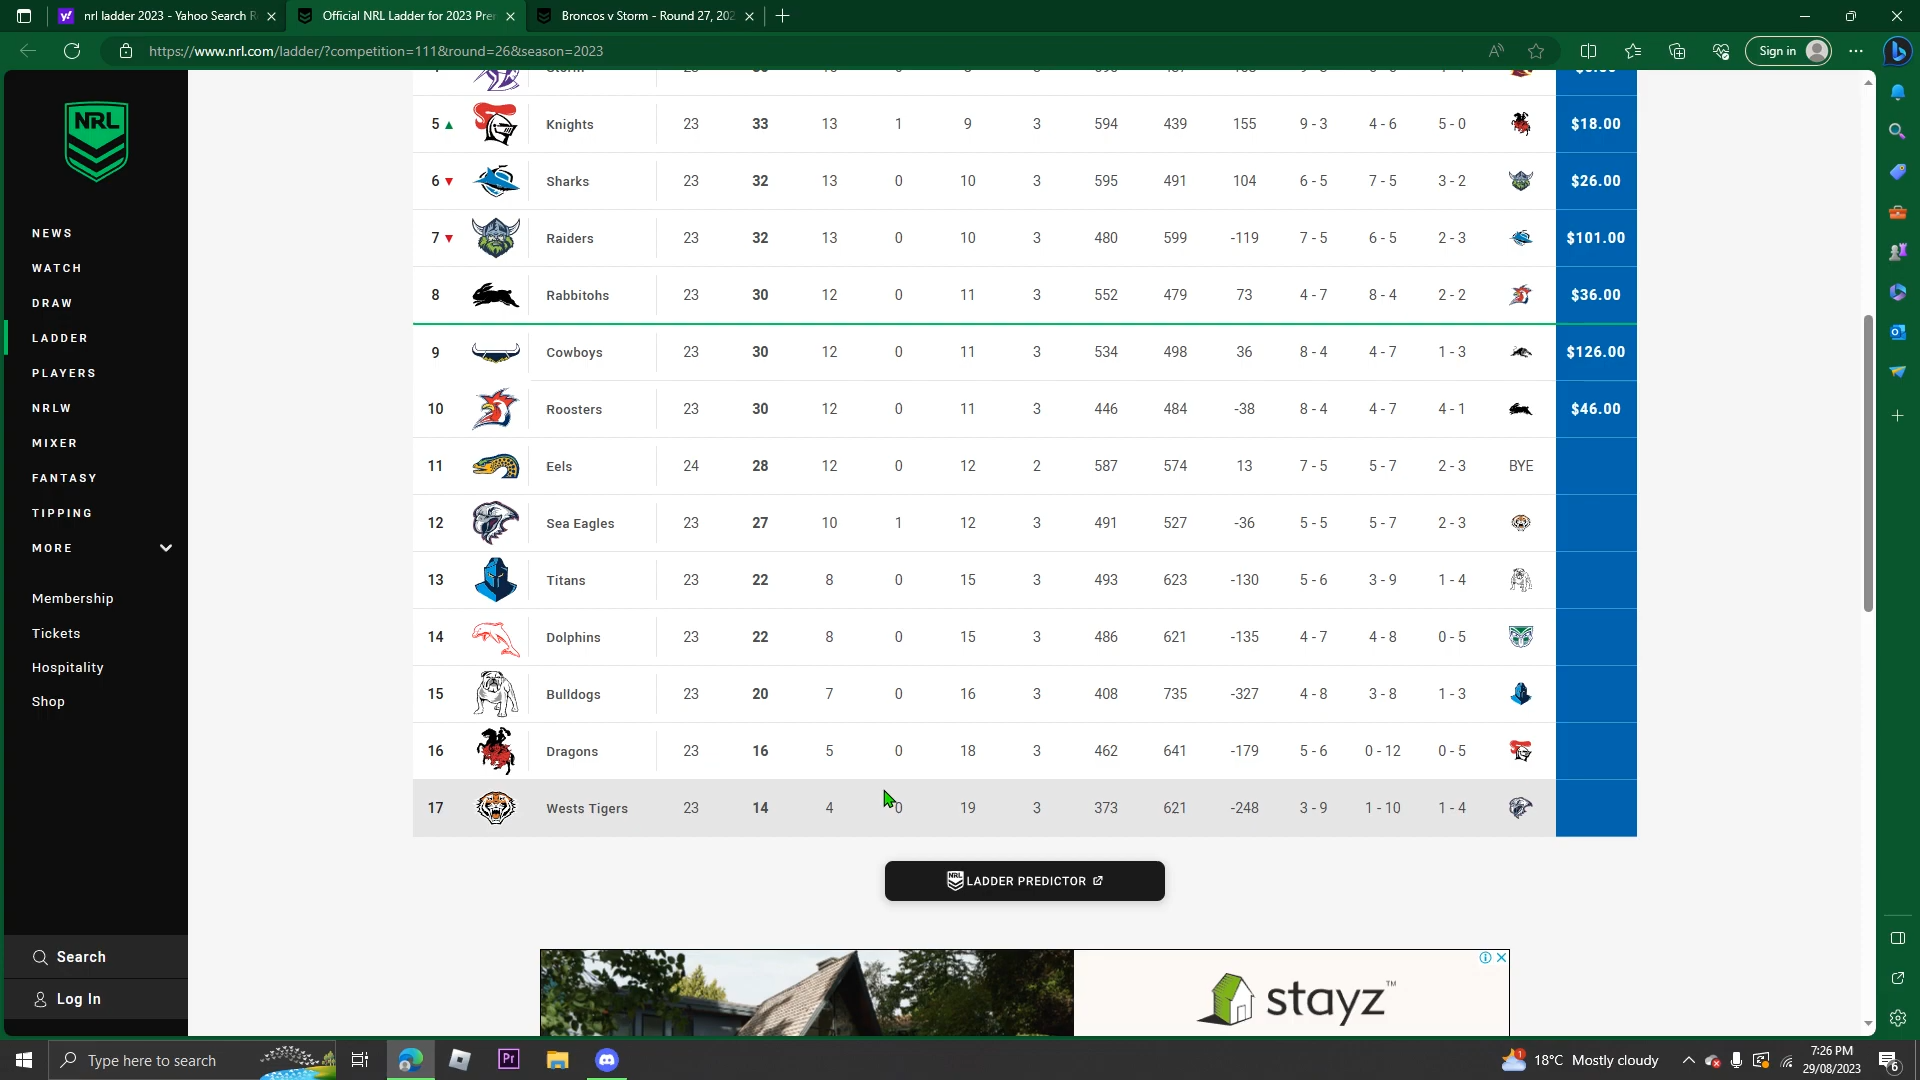 nrl ladder 2023 - Yahoo Search R
Official NRL Ladder for 2023 Prer
Broncos v Storm - Round 27, 202
https://www.nrl.com/ladder/?competition=111&round=26&season=2023
Sign in
NRL
NEWS
WATCH
DRAW
LADDER
PLAYERS
NRLW
MIXER
FANTASY
TIPPING
MORE
Membership
Tickets
Hospitality
Shop
Search
Log In
5 Knights 23 33 13 1 9 3 594 439 155 9 - 3 4 - 6 5 - 0 $18.00
6 Sharks 23 32 13 0 10 3 595 491 104 6 - 5 7 - 5 3 - 2 $26.00
7 Raiders 23 32 13 0 10 3 480 599 -119 7 - 5 6 - 5 2 - 3 $101.00
8 Rabbitohs 23 30 12 0 11 3 552 479 73 4 - 7 8 - 4 2 - 2 $36.00
9 Cowboys 23 30 12 0 11 3 534 498 36 8 - 4 4 - 7 1 - 3 $126.00
10 Roosters 23 30 12 0 11 3 446 484 -38 8 - 4 4 - 7 4 - 1 $46.00
11 Eels 24 28 12 0 12 2 587 574 13 7 - 5 5 - 7 2 - 3 BYE
12 Sea Eagles 23 27 10 1 12 3 491 527 -36 5 - 5 5 - 7 2 - 3
13 Titans 23 22 8 0 15 3 493 623 -130 5 - 6 3 - 9 1 - 4
14 Dolphins 23 22 8 0 15 3 486 621 -135 4 - 7 4 - 8 0 - 5
15 Bulldogs 23 20 7 0 16 3 408 735 -327 4 - 8 3 - 8 1 - 3
16 Dragons 23 16 5 0 18 3 462 641 -179 5 - 6 0 - 12 0 - 5
17 Wests Tigers 23 14 4 0 19 3 373 621 -248 3 - 9 1 - 10 1 - 4
NRL LADDER PREDICTOR
stayz™
Type here to search
Pr
18°C Mostly cloudy
7:26 PM
29/08/2023
6